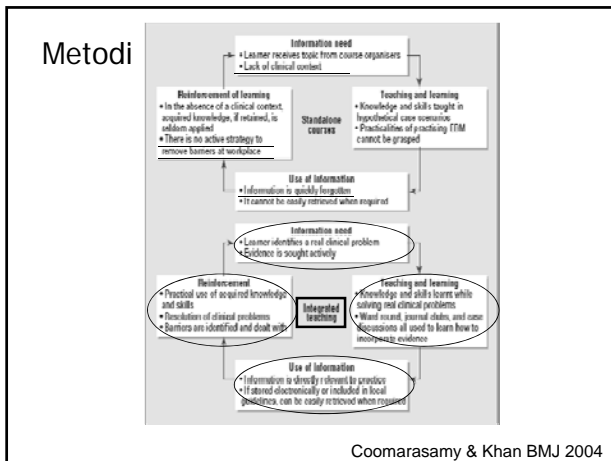 Metodi
Information need
• Learner receives topic from course organisers
• Lack of clinical context
Reinforcement of learning
• In the absence of a clinical context,
acquired knowledge, if retained, is
seldom applied
• There is no active strategy to
remove barriers at workplace
Standalone
courses
Teaching and learning
• Knowledge and skills taught in
hypothetical case scenarios
• Practicalities of practising EBM
cannot be grasped
Use of information
• Information is quickly forgotten
• It cannot be easily retrieved when required
Information need
• Learner identifies a real clinical problem
• Evidence is sought actively
Reinforcement
• Practical use of acquired knowledge
and skills
• Resolution of clinical problems
• Barriers are identified and dealt with
Integrated
teaching
Teaching and learning
• Knowledge and skills learnt while
solving real clinical problems
• Ward round, journal clubs, and case
discussions all used to learn how to
incorporate evidence
Use of information
• Information is directly relevant to practice
• If stored electronically or included in local
guidelines, can be easily retrieved when required
Coomarasamy & Khan BMJ 2004